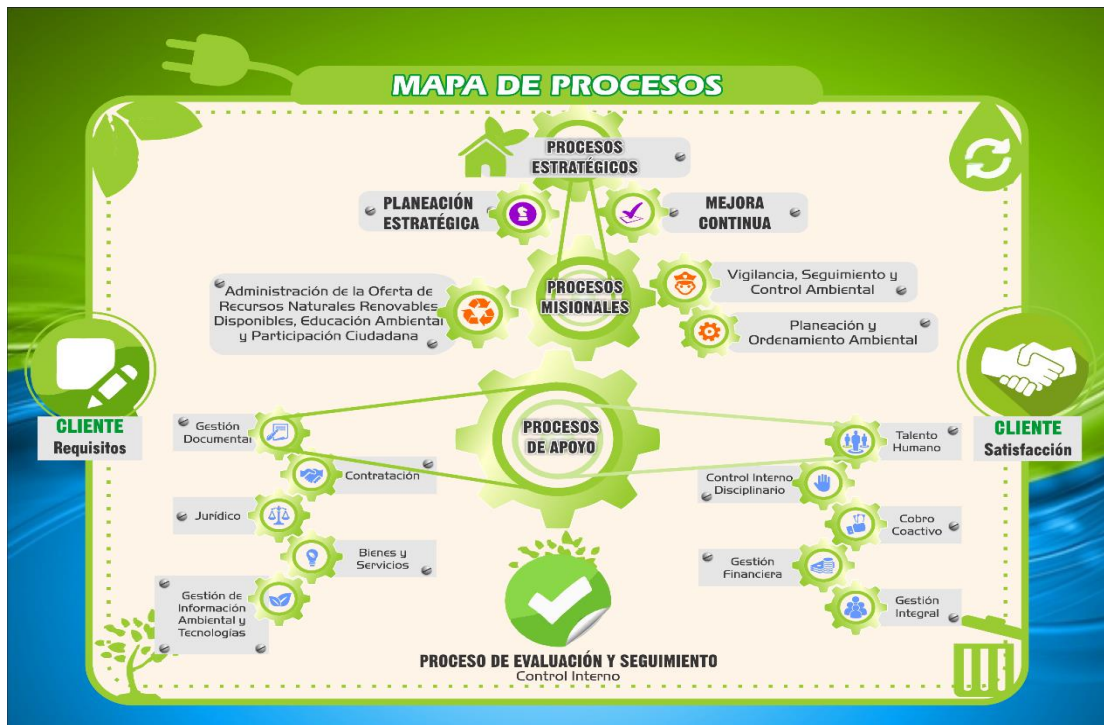 MAPA DE PROCESOS
PROCESOS
ESTRATÉGICOS
PLANEACIÓN
ESTRATÉGICA
MEJORA
CONTINUA
Administración de la Oferta de
Recursos Naturales Renovables
Disponibles, Educación Ambiental
y Participación Ciudadana
PROCESOS
MISIONALES
Vigilancia, Seguimiento y
Control Ambiental
Planeación y
Ordenamiento Ambiental
CLIENTE
Requisitos
CLIENTE
Satisfacción
PROCESOS
DE APOYO
Gestión
Documental
Contratación
Jurídico
Bienes y
Servicios
Gestión de
Información
Ambiental y
Tecnologías
Talento
Humano
Control Interno
Disciplinario
Cobro
Coactivo
Gestión
Financiera
Gestión
Integral
PROCESO DE EVALUACIÓN Y SEGUIMIENTO
Control Interno